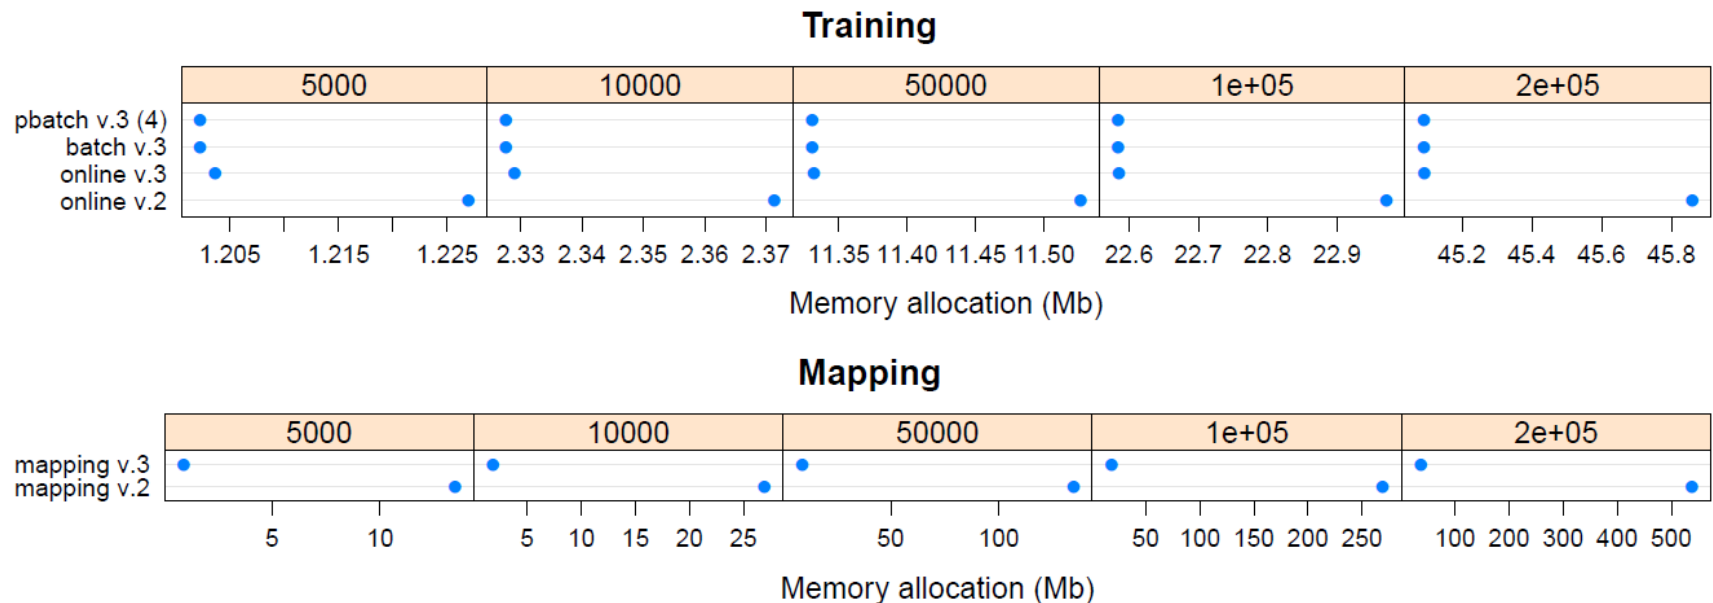 Training
5000 10000 50000 1e+05 2e+05
pbatch v.3 (4)
batch v.3
online v.3
online v.2
1.205 1.215 1.225 2.33 2.34 2.35 2.36 2.37 11.35 11.40 11.45 11.50 22.6 22.7 22.8 22.9 45.2 45.4 45.6 45.8
Memory allocation (Mb)
Mapping
5000 10000 50000 1e+05 2e+05
mapping v.3
mapping v.2
5 10 5 10 15 20 25 50 100 50 100 150 200 250 100 200 300 400 500
Memory allocation (Mb)